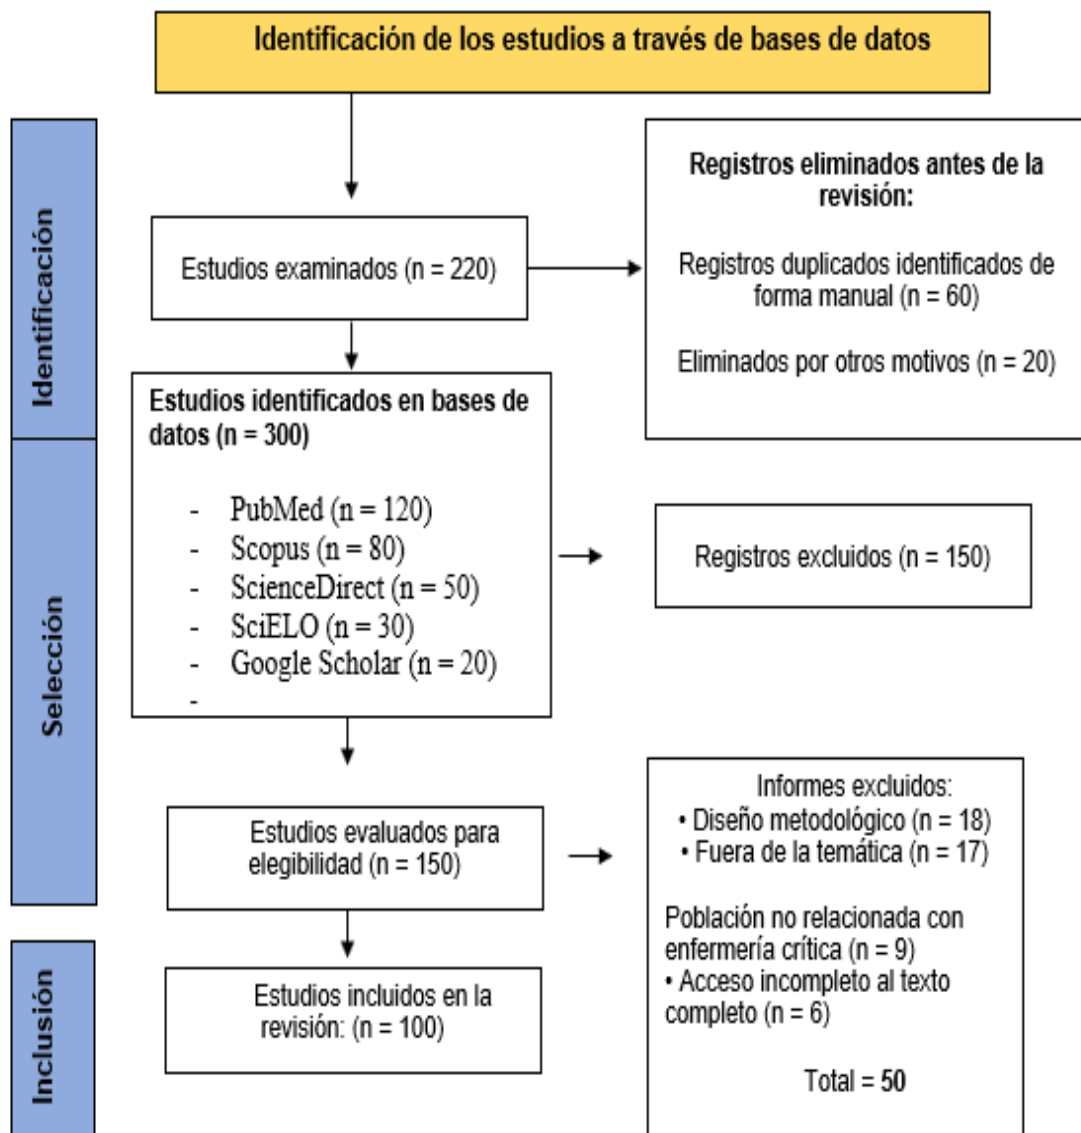 Identificación de los estudios a través de bases de datos
Identificación
Estudios examinados (n = 220)
Registros eliminados antes de la
revisión:
Registros duplicados identificados de
forma manual (n = 60)
Eliminados por otros motivos (n = 20)
Estudios identificados en bases de
datos (n = 300)
- PubMed (n = 120)
- Scopus (n = 80)
- ScienceDirect (n = 50)
- SciELO (n = 30)
- Google Scholar (n = 20)
-
Selección
Registros excluidos (n = 150)
Estudios evaluados para
elegibilidad (n = 150)
Informes excluidos:
• Diseño metodológico (n = 18)
• Fuera de la temática (n = 17)
Población no relacionada con
enfermería crítica (n = 9)
• Acceso incompleto al texto
completo (n = 6)
Total = 50
Inclusión
Estudios incluidos en la
revisión: (n = 100)